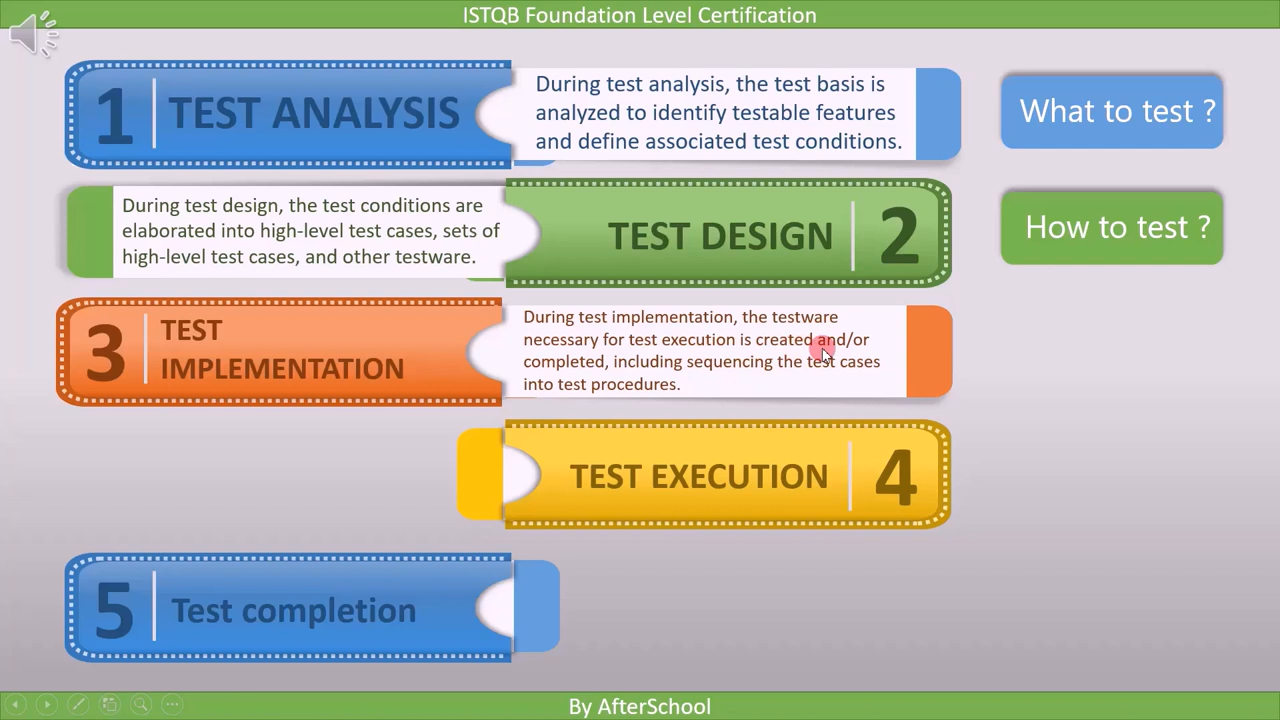 ISTQB Foundation Level Certification
1
TEST ANALYSIS
During test analysis, the test basis is
analyzed to identify testable features
and define associated test conditions.
What to test ?
During test design, the test conditions are
elaborated into high-level test cases, sets of
high-level test cases, and other testware.
TEST DESIGN
2
How to test ?
3
TEST
IMPLEMENTATION
During test implementation, the testware
necessary for test execution is created and/or
completed, including sequencing the test cases
into test procedures.
TEST EXECUTION
4
5
Test completion
By AfterSchool